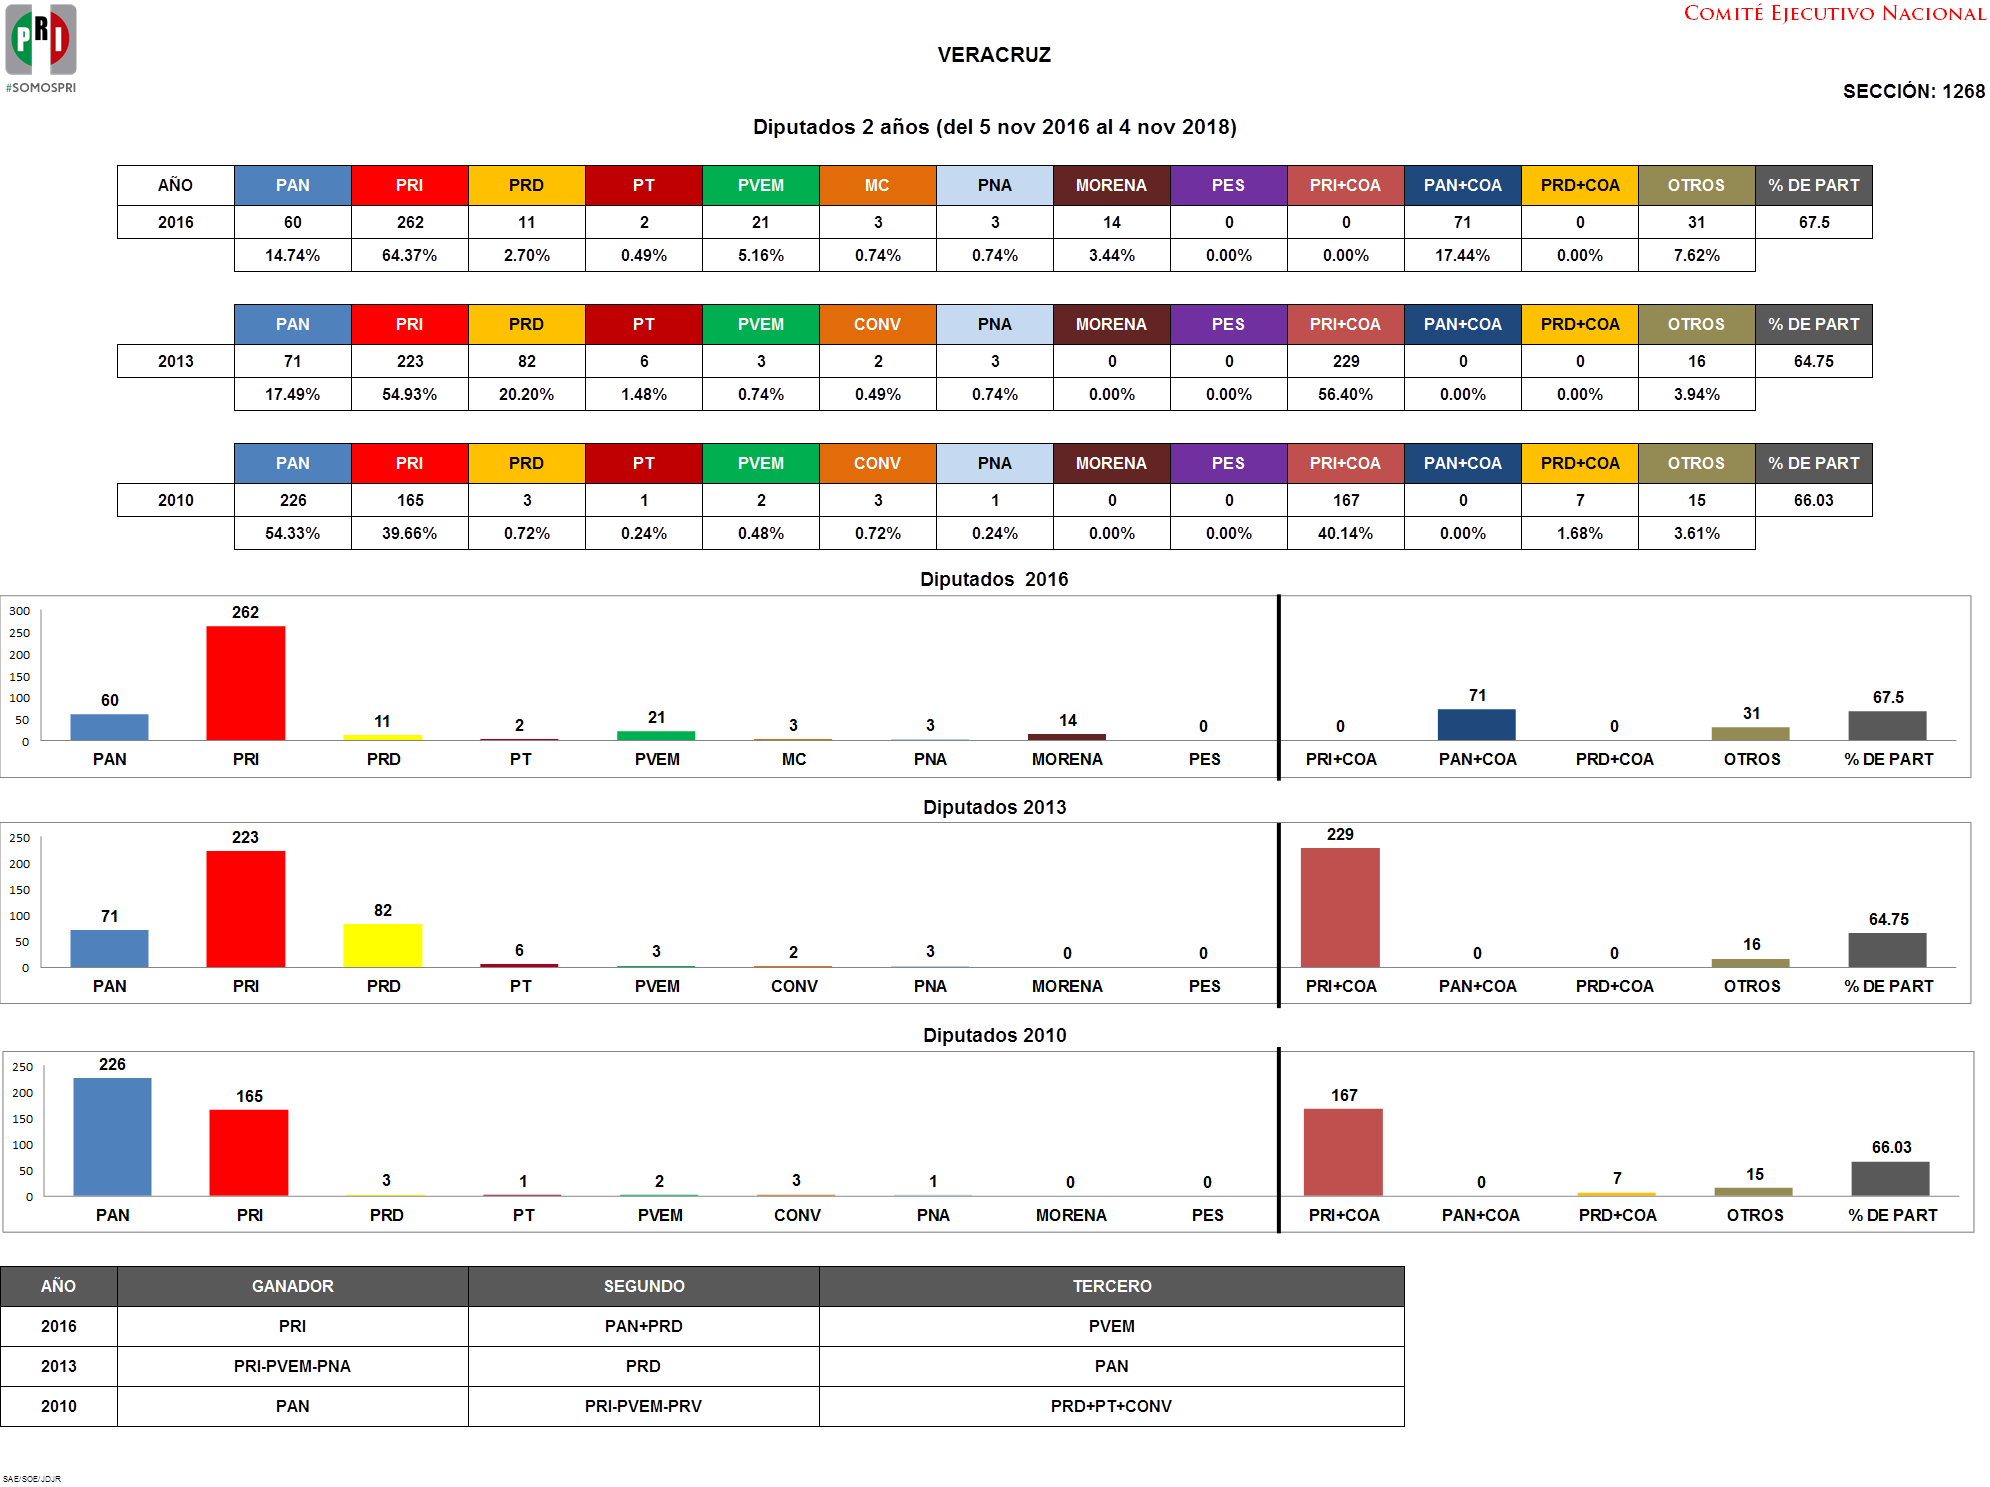 COMITÉ EJECUTIVO NACIONAL
PRI
#SOMOSPRI
VERACRUZ
SECCIÓN: 1268
Diputados 2 años (del 5 nov 2016 al 4 nov 2018)
AÑO PAN PRI PRD PT PVEM MC PNA MORENA PES PRI+COA PAN+COA PRD+COA OTROS % DE PART
2016 60 262 11 2 21 3 3 14 0 0 71 0 31 67.5
14.74% 64.37% 2.70% 0.49% 5.16% 0.74% 0.74% 3.44% 0.00% 0.00% 17.44% 0.00% 7.62%
PAN PRI PRD PT PVEM CONV PNA MORENA PES PRI+COA PAN+COA PRD+COA OTROS % DE PART
2013 71 223 82 6 3 2 3 0 0 229 0 0 16 64.75
17.49% 54.93% 20.20% 1.48% 0.74% 0.49% 0.74% 0.00% 0.00% 56.40% 0.00% 0.00% 3.94%
PAN PRI PRD PT PVEM CONV PNA MORENA PES PRI+COA PAN+COA PRD+COA OTROS % DE PART
2010 226 165 3 1 2 3 1 0 0 167 0 7 15 66.03
54.33% 39.66% 0.72% 0.24% 0.48% 0.72% 0.24% 0.00% 0.00% 40.14% 0.00% 1.68% 3.61%
Diputados 2016
300
250
200
150
100
50
0
60 262 11 2 21 3 3 14 0 0 71 0 31 67.5
PAN PRI PRD PT PVEM MC PNA MORENA PES PRI+COA PAN+COA PRD+COA OTROS % DE PART
Diputados 2013
250
200
150
100
50
0
71 223 82 6 3 2 3 0 0 229 0 0 16 64.75
PAN PRI PRD PT PVEM CONV PNA MORENA PES PRI+COA PAN+COA PRD+COA OTROS % DE PART
Diputados 2010
250
200
150
100
50
0
226 165 3 1 2 3 1 0 0 167 0 7 15 66.03
PAN PRI PRD PT PVEM CONV PNA MORENA PES PRI+COA PAN+COA PRD+COA OTROS % DE PART
AÑO GANADOR SEGUNDO TERCERO
2016 PRI PAN+PRD PVEM
2013 PRI-PVEM-PNA PRD PAN
2010 PAN PRI-PVEM-PRV PRD+PT+CONV
SAE/SOE/JDJR